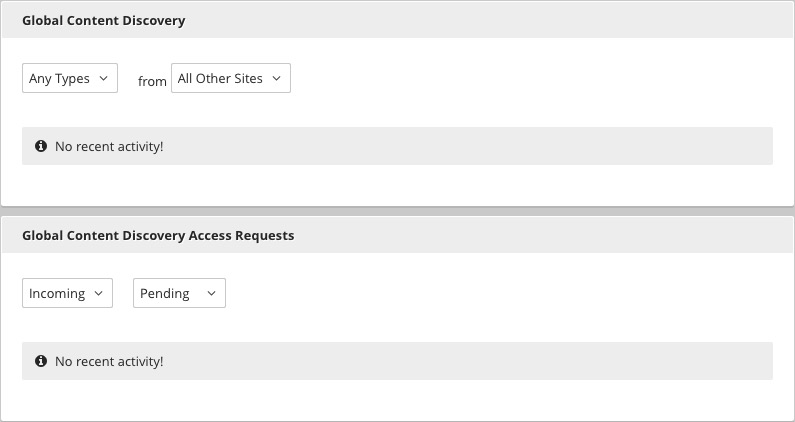 Global Content Discovery
Any Types from All Other Sites
No recent activity!
Global Content Discovery Access Requests
Incoming Pending
No recent activity!